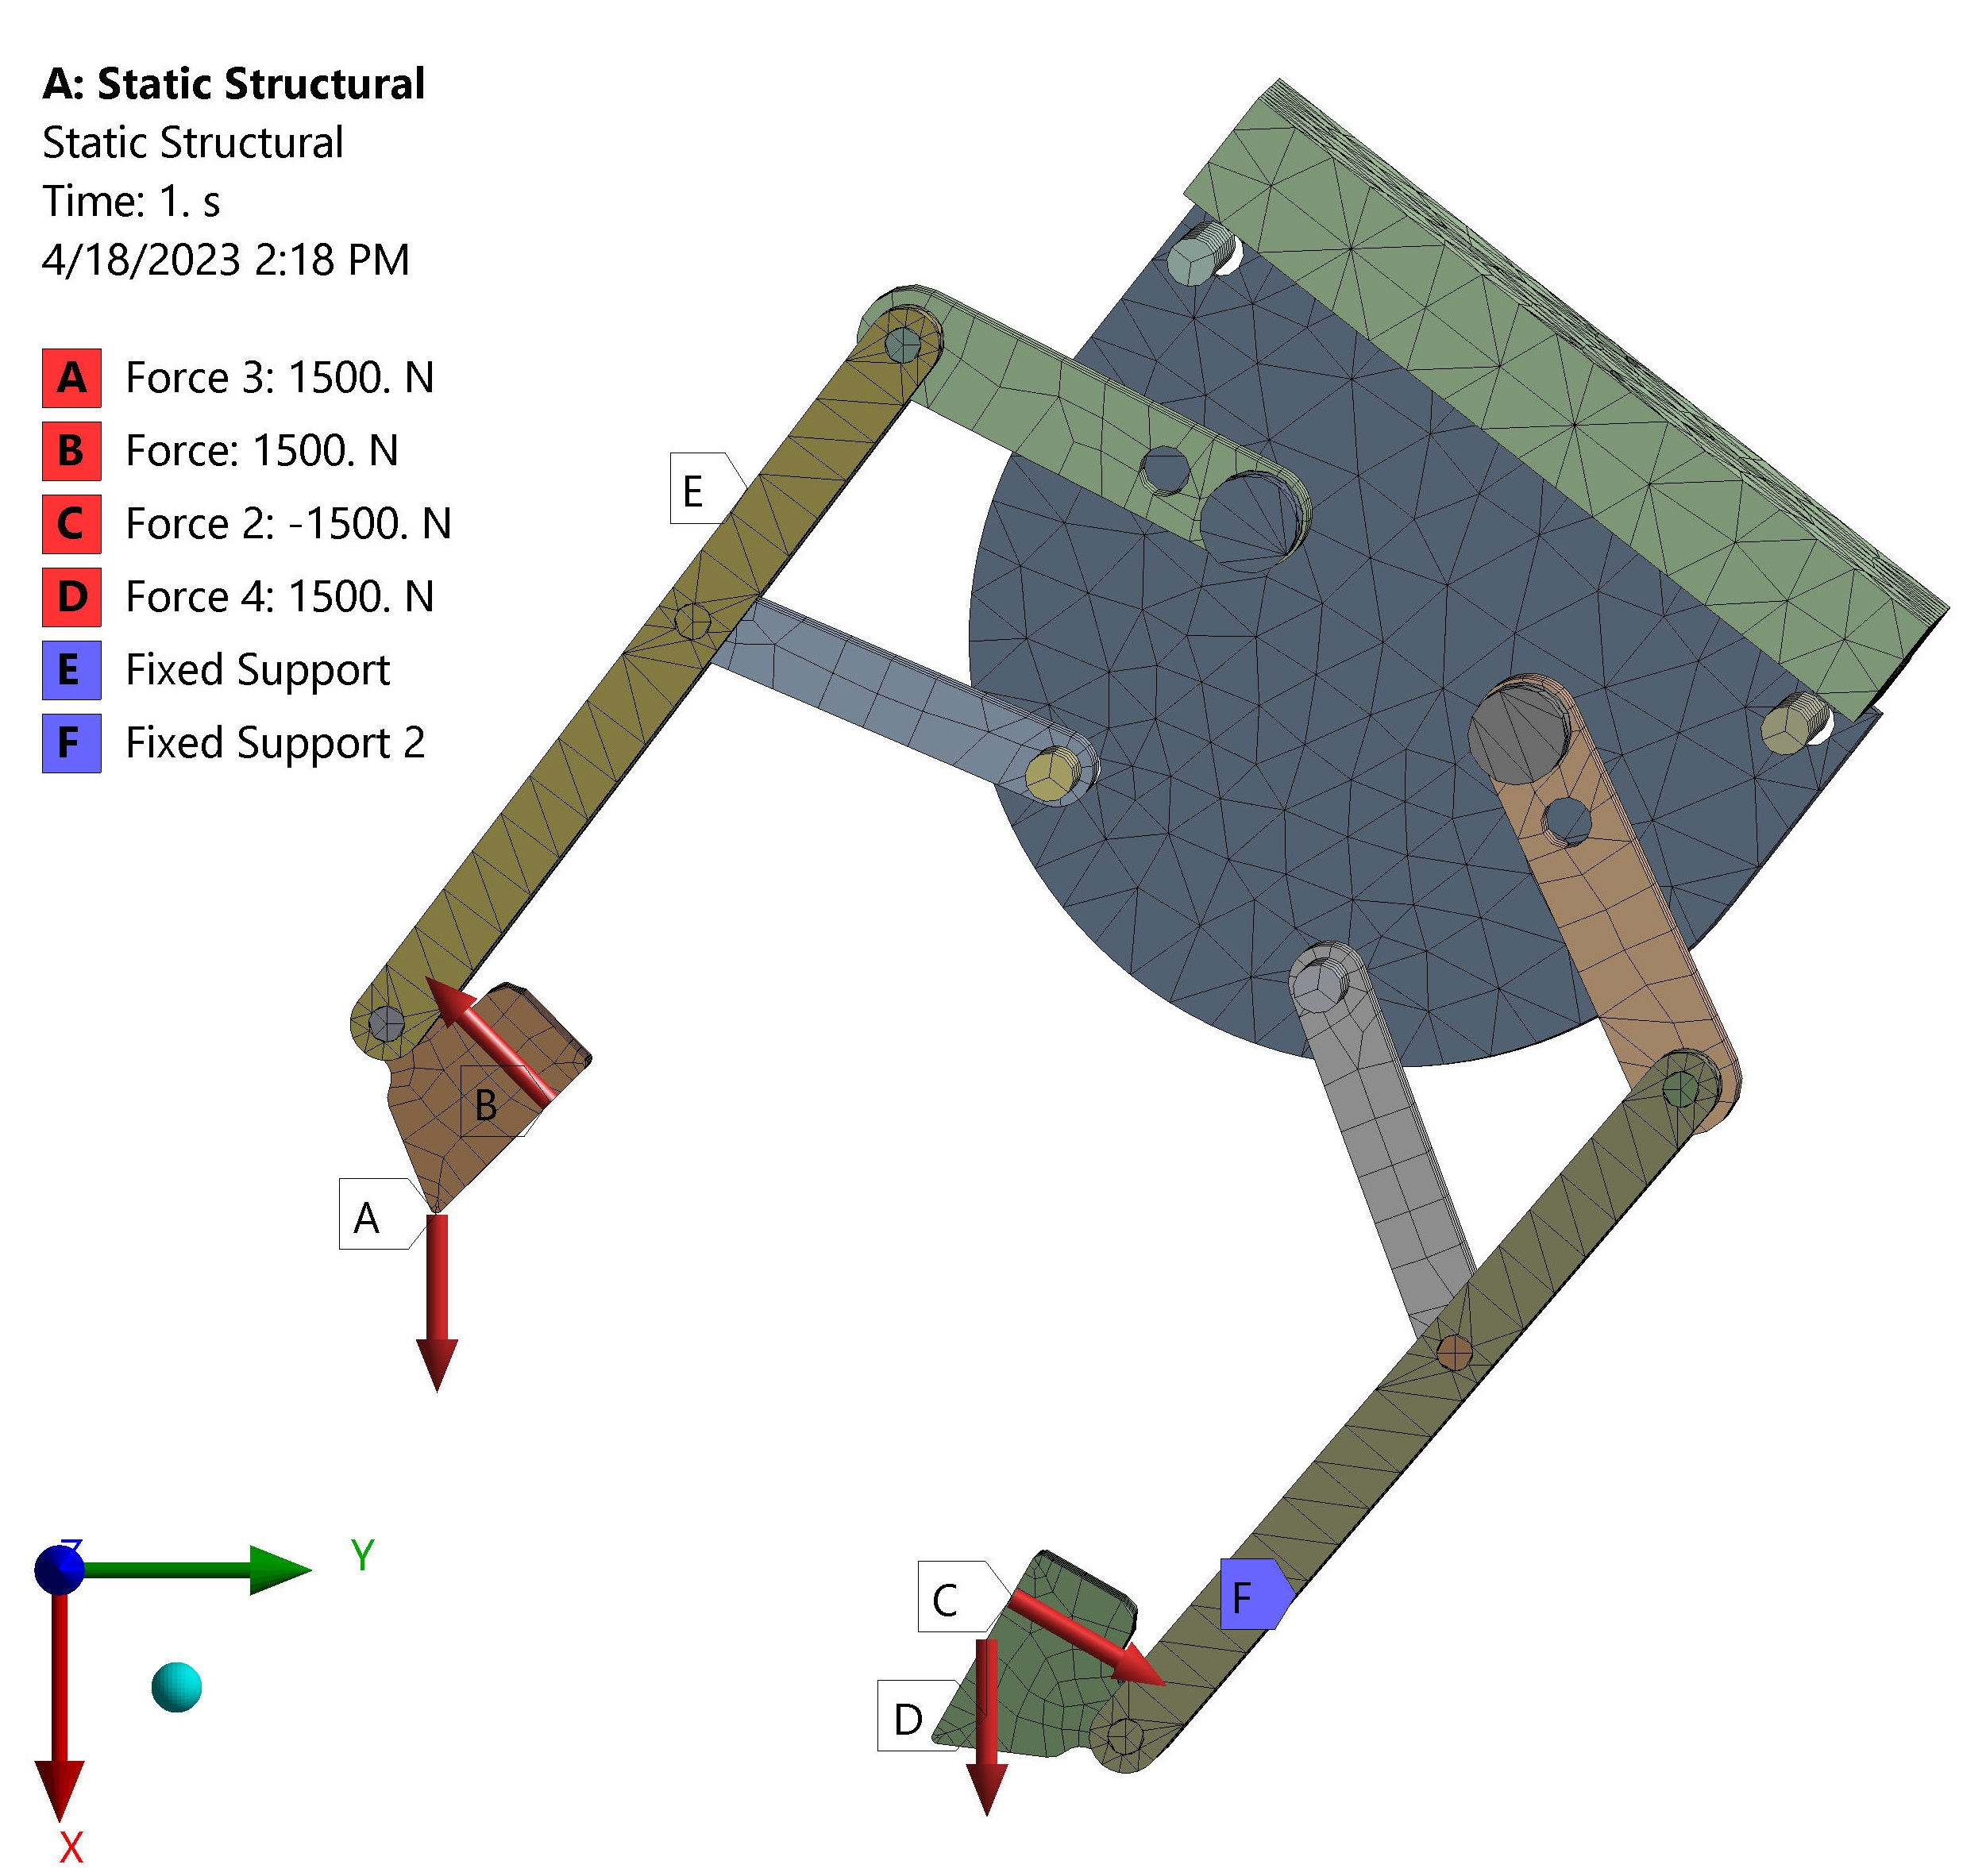 A: Static Structural
Static Structural
Time: 1. s
4/18/2023 2:18 PM
A Force 3: 1500. N
B Force: 1500. N
C Force 2: -1500. N
D Force 4: 1500. N
E Fixed Support
F Fixed Support 2
E
B
A
C
F
D
Z
Y
X